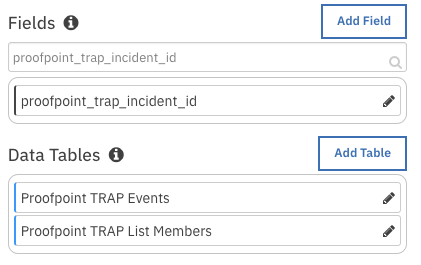 Fields
Add Field
proofpoint_trap_incident_id
proofpoint_trap_incident_id
Data Tables
Add Table
Proofpoint TRAP Events
Proofpoint TRAP List Members